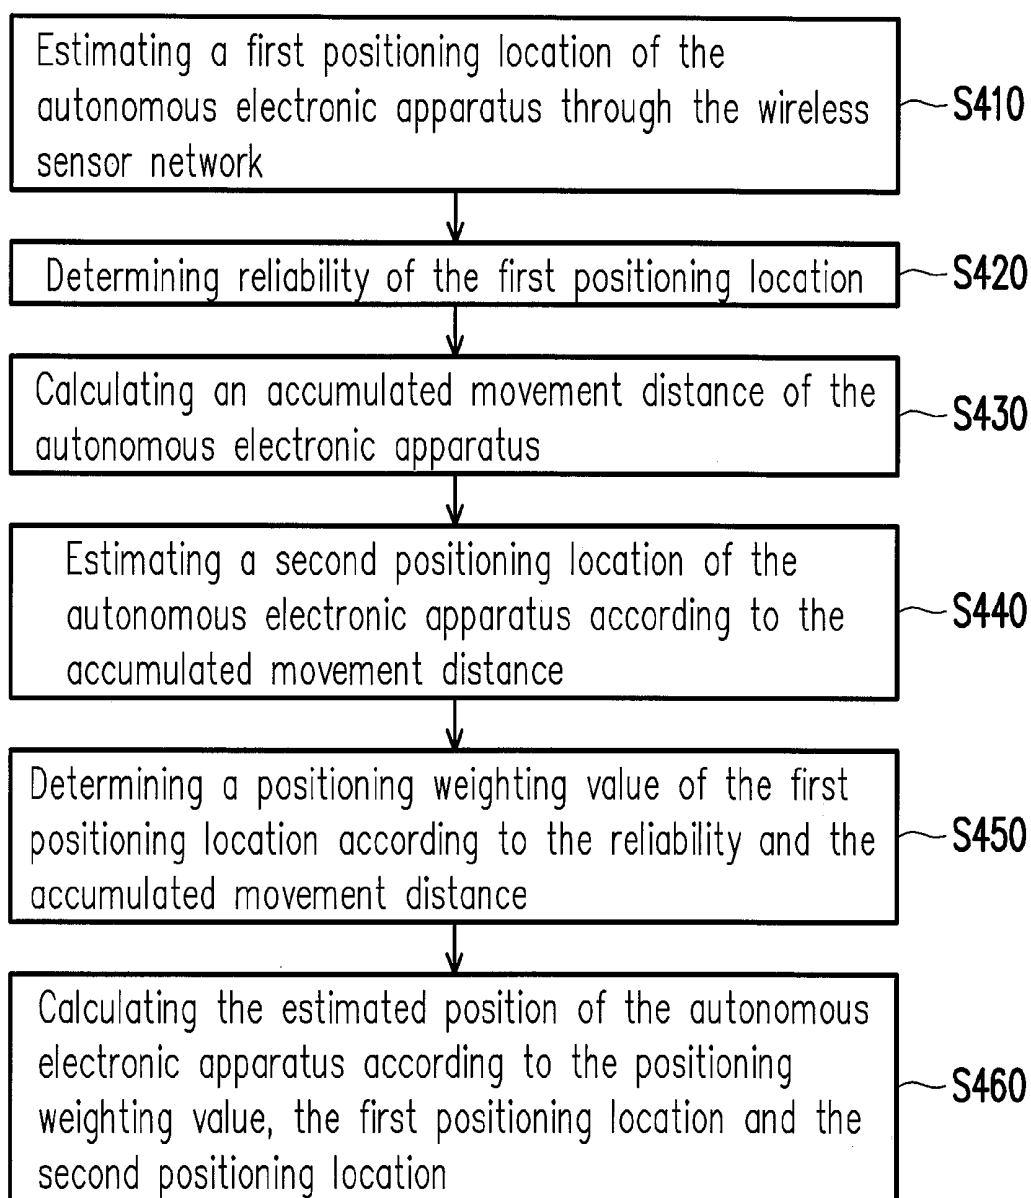 Estimating a first positioning location of the
autonomous electronic apparatus through the wireless
sensor network
S410
Determining reliability of the first positioning location
S420
Calculating an accumulated movement distance of the
autonomous electronic apparatus
S430
Estimating a second positioning location of the
autonomous electronic apparatus according to the
accumulated movement distance
S440
Determining a positioning weighting value of the first
positioning location according to the reliability and the
accumulated movement distance
S450
Calculating the estimated position of the autonomous
electronic apparatus according to the positioning
weighting value, the first positioning location and the
second positioning location
S460